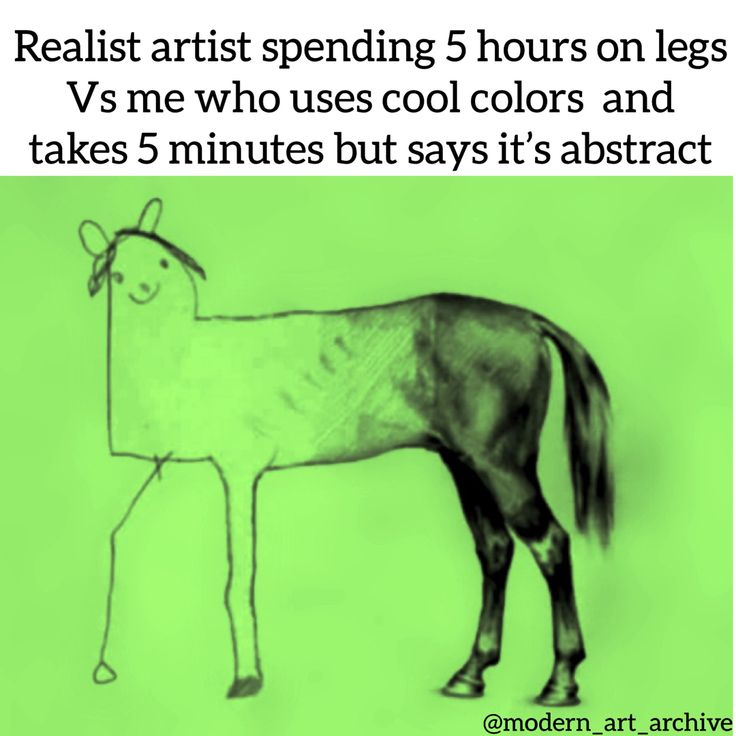 Realist artist spending 5 hours on legs
Vs me who uses cool colors  and
takes 5 minutes but says it’s abstract
@modern_art_archive